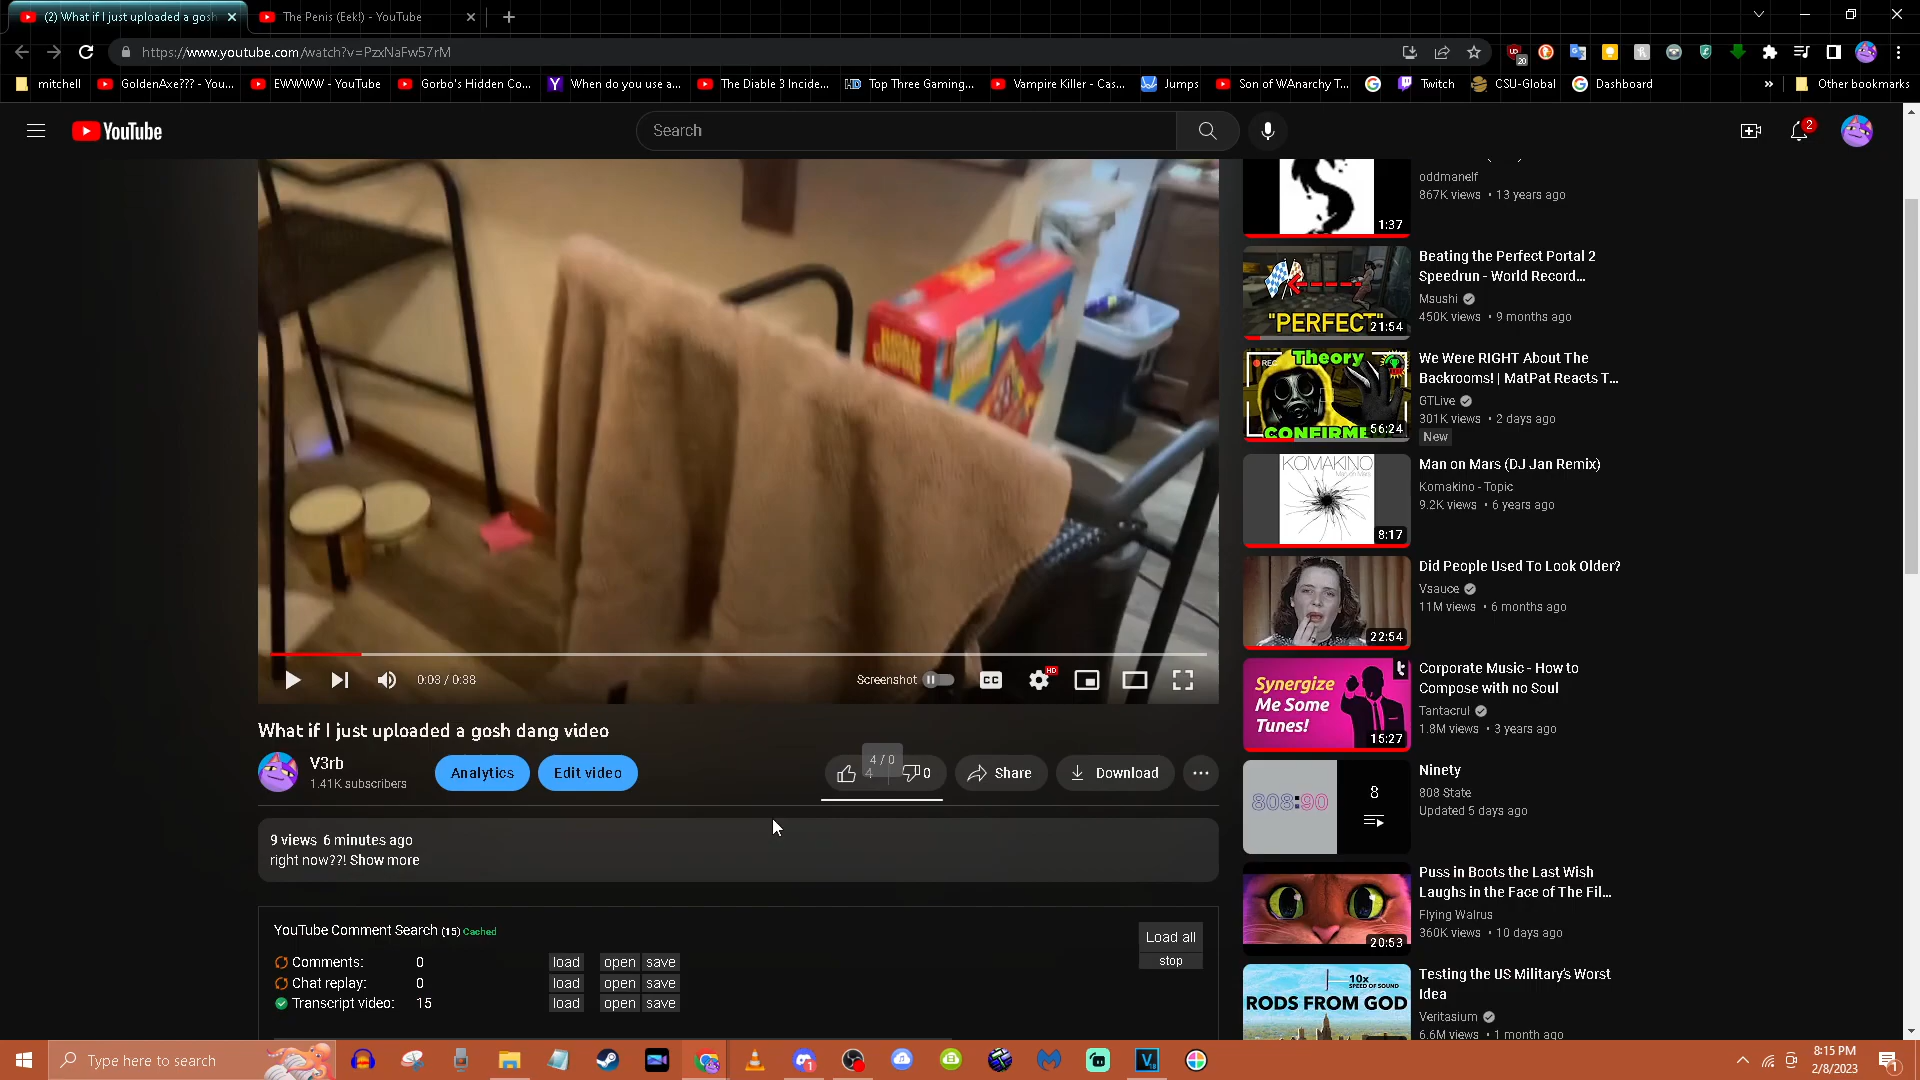 (2) What if I just uploaded a gosh
The Penis (Eek!) - YouTube
https://www.youtube.com/watch?v=PzxNaFw57rM
20
mitchell
GoldenAxe??? - You...
EWWWW - YouTube
Gorbo's Hidden Co...
When do you use a...
The Diable 3 Incide...
Top Three Gaming...
Vampire Killer - Cas...
Jumps
Son of WAnarchy T...
Twitch
CSU-Global
Dashboard
»
Other bookmarks
YouTube
Search
2
oddmanelf
867K views • 13 years ago
1:37
Beating the Perfect Portal 2
Speedrun - World Record...
Msushi
450K views • 9 months ago
"PERFECT"
21:54
We Were RIGHT About The
Backrooms! | MatPat Reacts T...
GTLive
301K views • 2 days ago
New
REC
Theory
CONFIRME
56:24
Man on Mars (DJ Jan Remix)
Komakino - Topic
9.2K views • 6 years ago
KOMAKINO
Man on Mars
8:17
Did People Used To Look Older?
Vsauce
11M views • 6 months ago
22:54
Corporate Music - How to
Compose with no Soul
Tantacrul
1.8M views • 3 years ago
Synergize
Me Some
Tunes!
t
15:27
Ninety
808 State
Updated 5 days ago
808:90
8
Puss in Boots the Last Wish
Laughs in the Face of The Fil...
Flying Walrus
360K views • 10 days ago
20:53
Testing the US Military's Worst
Idea
Veritasium
6.6M views • 1 month ago
10x
SPEED OF SOUND
RODS FROM GOD
0:03 / 0:38
Screenshot
CC
HD
What if I just uploaded a gosh dang video
V3rb
1.41K subscribers
Analytics
Edit video
4 / 0
4
0
Share
Download
9 views 6 minutes ago
right now??! Show more
YouTube Comment Search (15) Cached
Load all
stop
Comments: 0 load open save
Chat replay: 0 load open save
Transcript video: 15 load open save
Type here to search
1
8:15 PM
2/8/2023
1